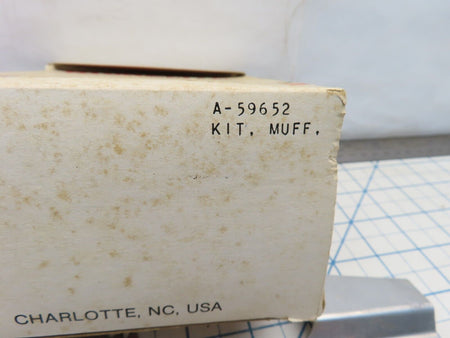 A-59652
KIT, MUFF,
CHARLOTTE, NC, USA